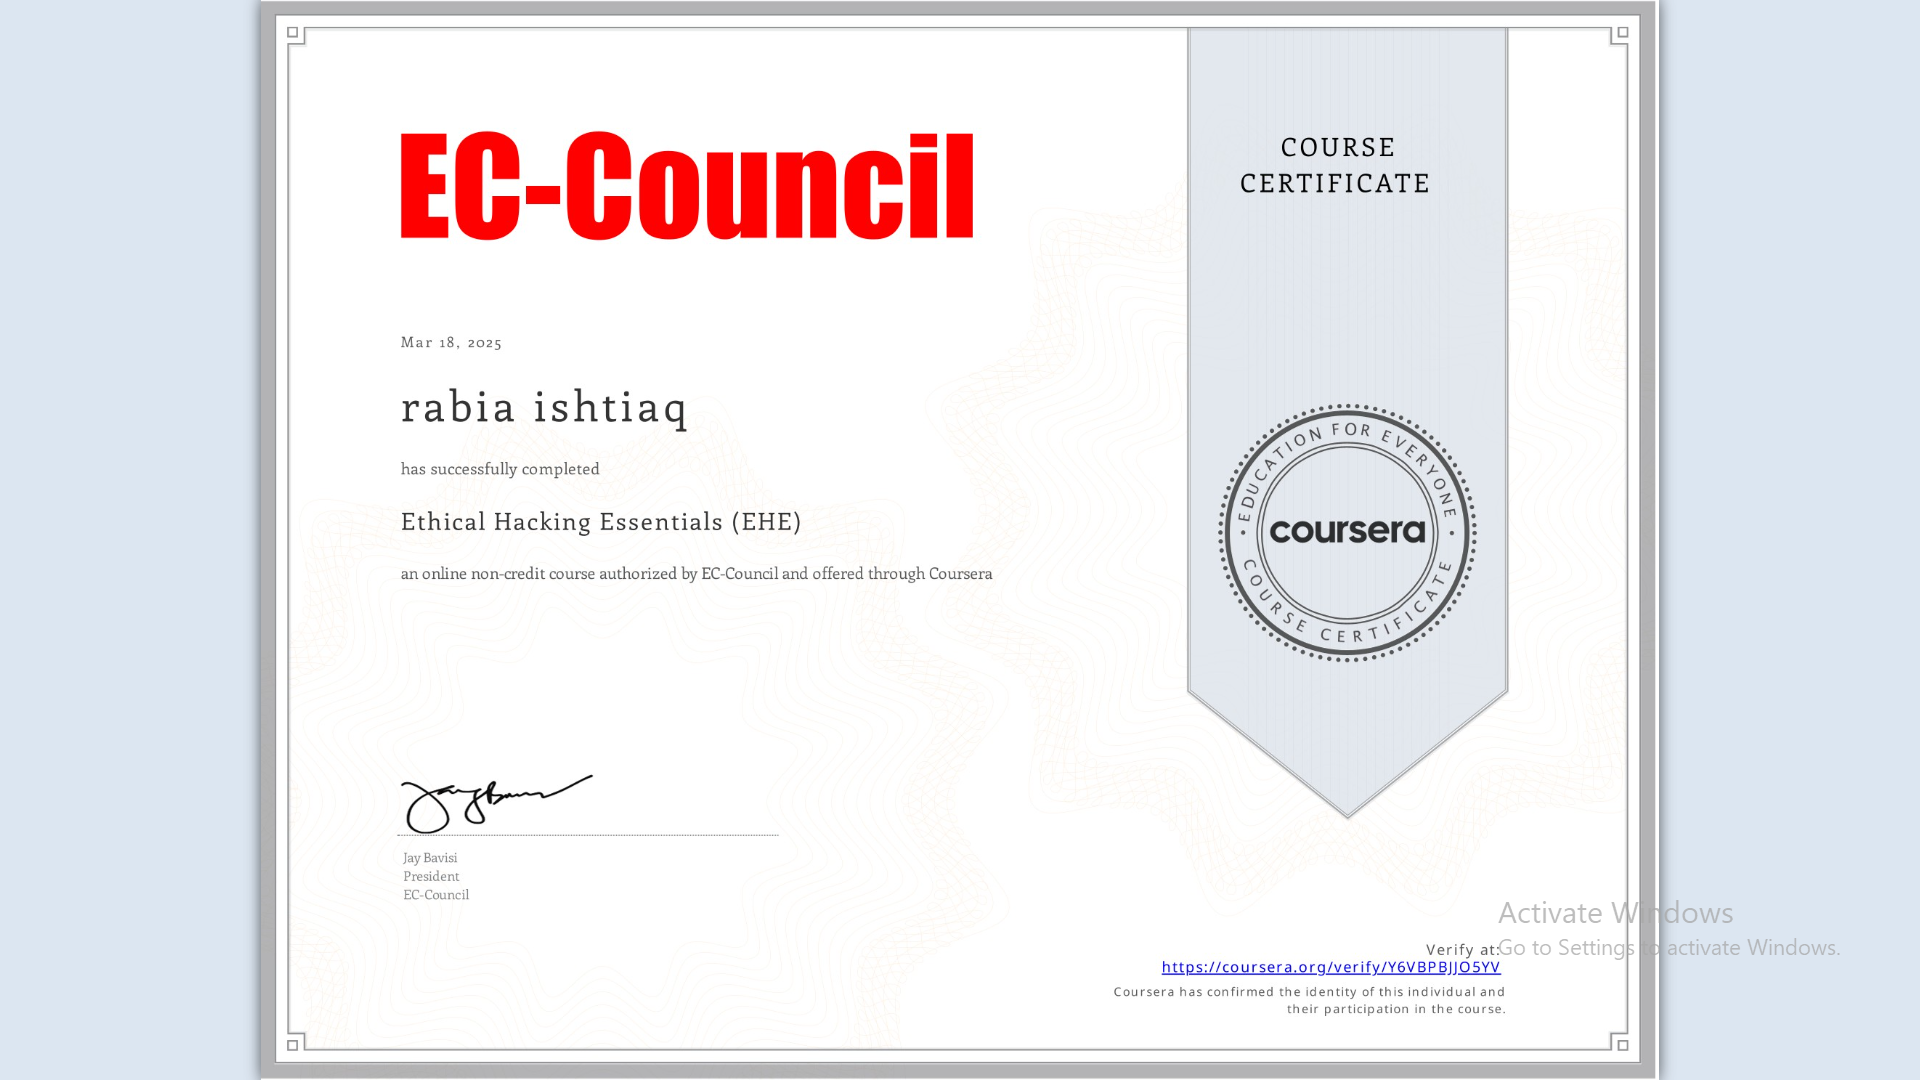 EC-Council
COURSE
CERTIFICATE
Mar 18, 2025
rabia ishtiaq
has successfully completed
Ethical Hacking Essentials (EHE)
an online non-credit course authorized by EC-Council and offered through Coursera
EDUCATION FOR EVERYONE
coursera
COURSE CERTIFICATE
Jay Bavisi
President
EC-Council
Activate Windows
Go to Settings to activate Windows.
Verify at:
https://coursera.org/verify/Y6VBPBJJO5YV
Coursera has confirmed the identity of this individual and
their participation in the course.